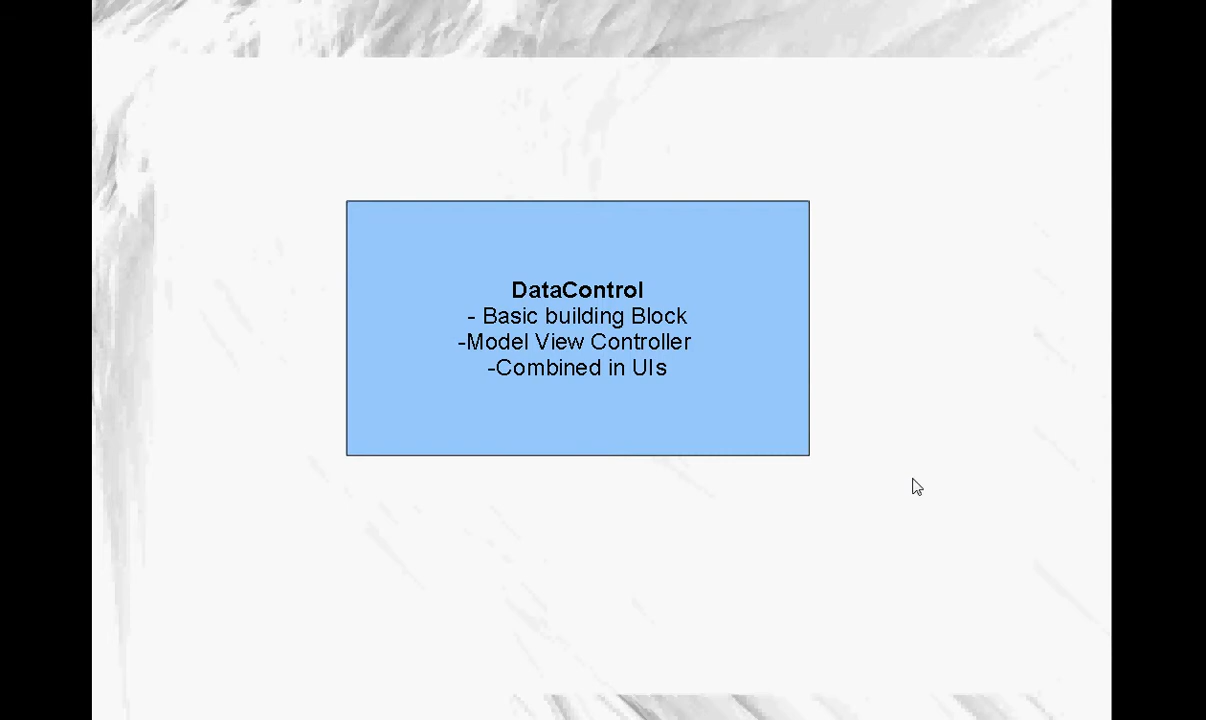 DataControl
- Basic building Block
-Model View Controller
-Combined in UIs